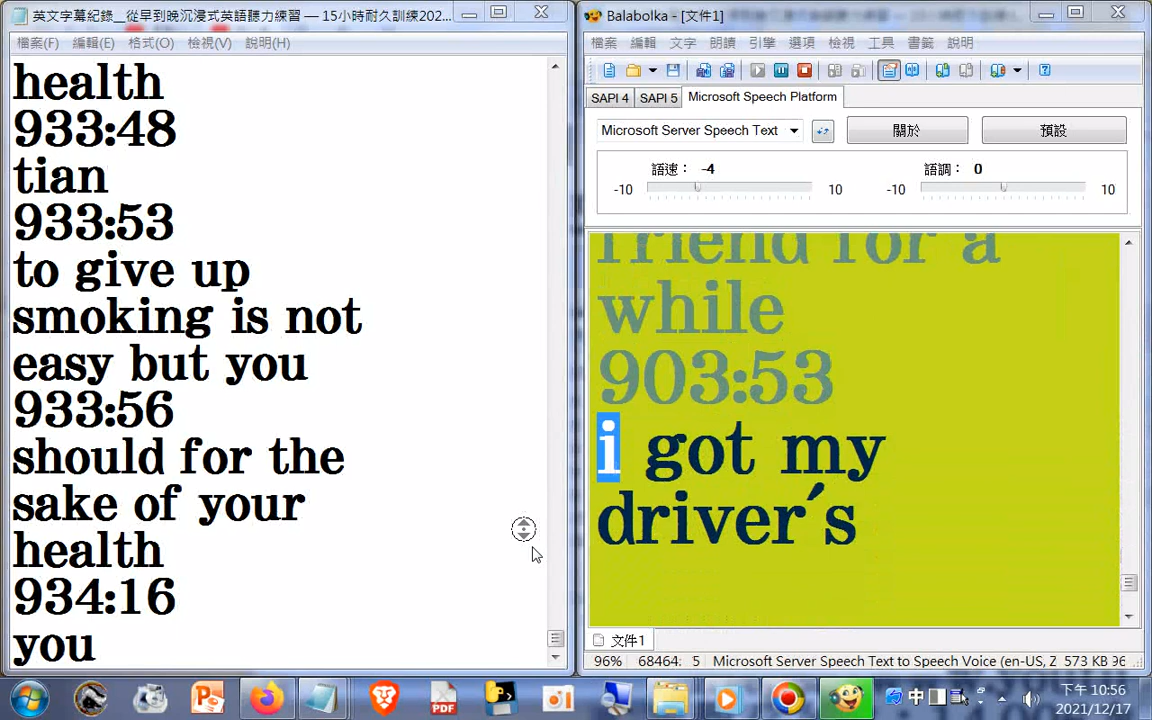 英文字幕紀錄__從早到晚沉浸式英語聽力練習 — 15小時耐久訓練202...
檔案(F) 編輯(E) 格式(O) 檢視(V) 說明(H)
health
933:48
tian
933:53
to give up
smoking is not
easy but you
933:56
should for the
sake of your
health
934:16
you
Balabolka - [文件1]
檔案 編輯 文字 朗讀 引擎 選項 檢視 工具 書籤 說明
SAPI 4 SAPI 5 Microsoft Speech Platform
Microsoft Server Speech Text 關於 預設
語速: -4 語調: 0
-10 10 -10 10
friend for a
while
903:53
i got my
driver´s
文件1
96% 68464: 5 Microsoft Server Speech Text to Speech Voice (en-US, Z 573 KB 96
PDF
中
下午 10:56
2021/12/17